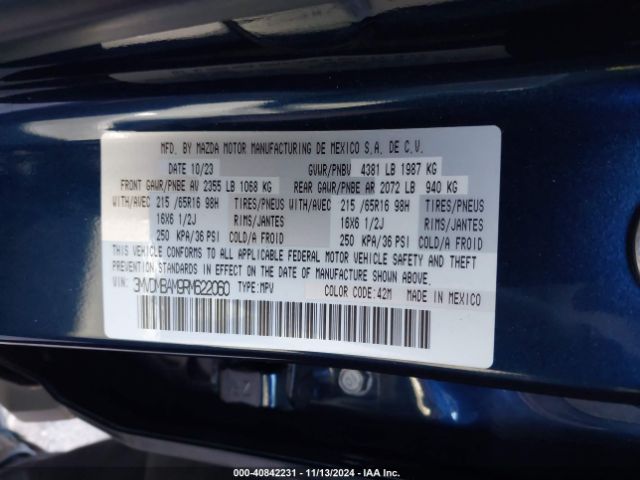 MFD. BY MAZDA MOTOR MANUFACTURING DE MEXICO S.A. DE C.V.
DATE 10/23 GVWR/PNBV 4381 LB 1987 KG
FRONT GAWR/PNBE AV 2355 LB 1068 KG REAR GAWR/PNBE AR 2072 LB 940 KG
WITH/AVEC 215 /65R16 98H TIRES/PNEUS WITH/AVEC 215 /65R16 98H TIRES/PNEUS
16X6 1/2J RIMS/JANTES 16X6 1/2J RIMS/JANTES
250 KPA/36 PSI COLD/A FROID 250 KPA/36 PSI COLD/A FROID
THIS VEHICLE CONFORMS TO ALL APPLICABLE FEDERAL MOTOR VEHICLE SAFETY AND THEFT
PREVENTION STANDARDS IN EFFECT ON THE DATE OF MANUFACTURE SHOWN ABOVE.
VIN: 3MVDMBAM9RM622060 TYPE:MPV COLOR CODE:42M MADE IN MEXICO
000-40842231 - 11/13/2024 - IAA Inc.